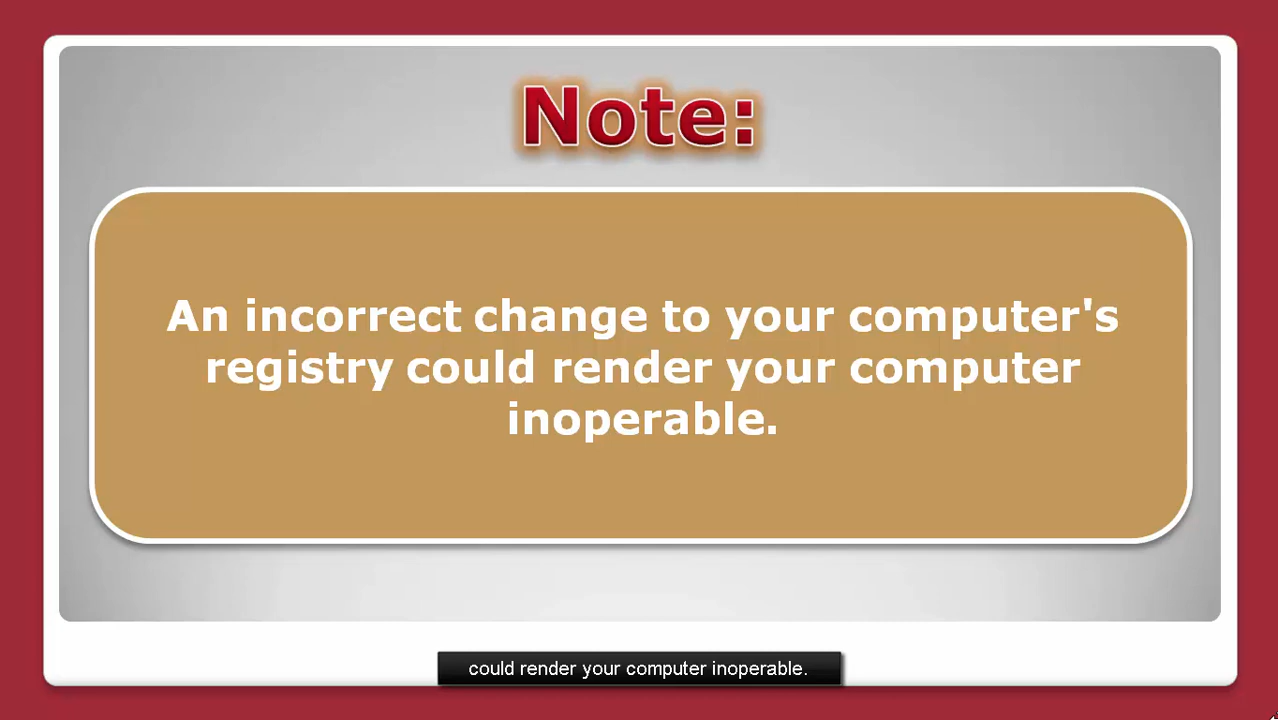 Note:
An incorrect change to your computer's
registry could render your computer
inoperable.
could render your computer inoperable.